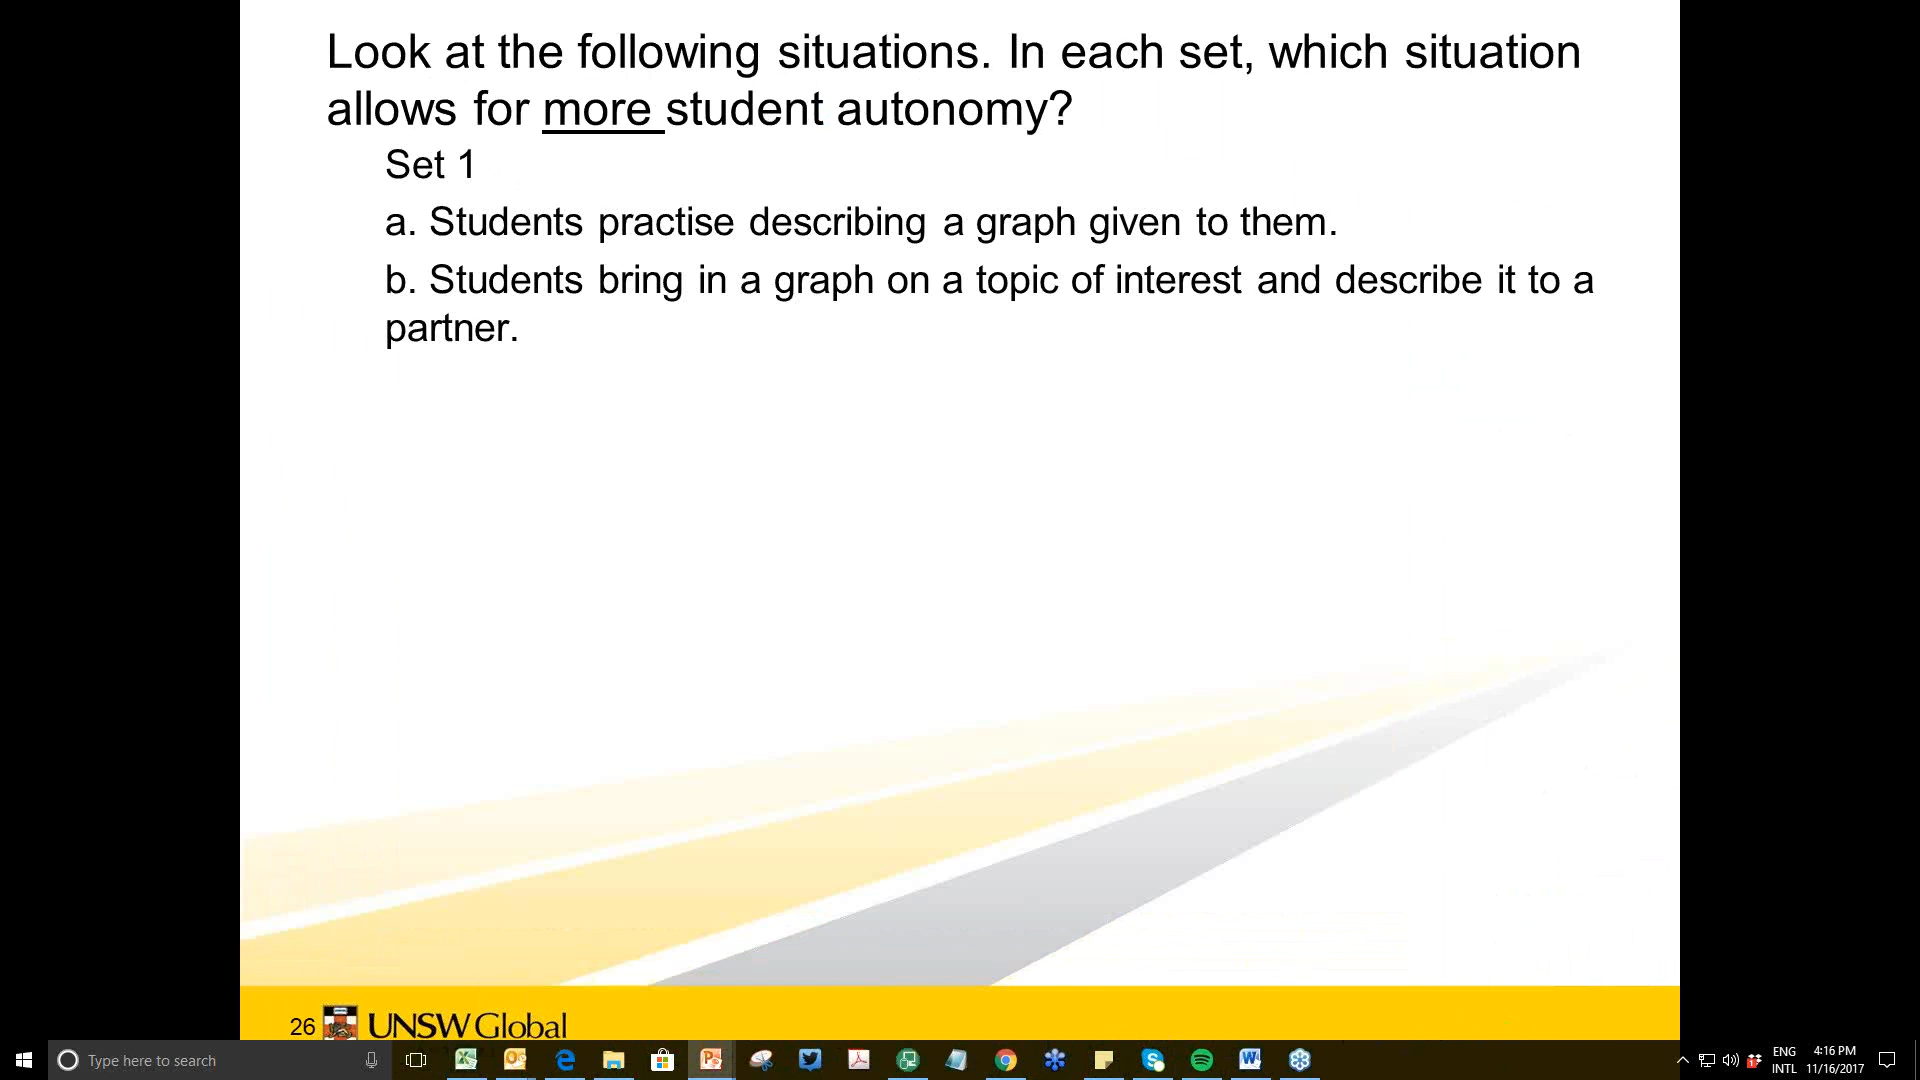 Look at the following situations. In each set, which situation
allows for more student autonomy?
Set 1
a. Students practise describing a graph given to them.
b. Students bring in a graph on a topic of interest and describe it to a
partner.
26 UNSW Global
Type here to search
ENG 4:16 PM
INTL 11/16/2017